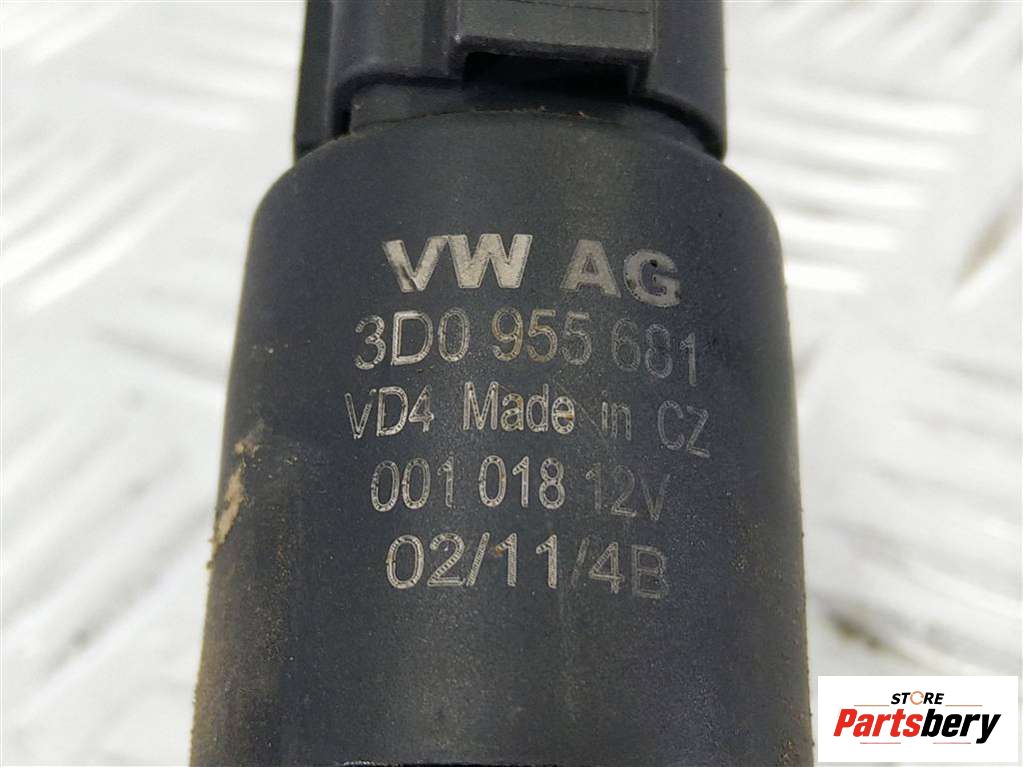 VW AG
3D0 955 681
VD4 Made in CZ
001 018 12V
02/11/4B
STORE
Partsbery